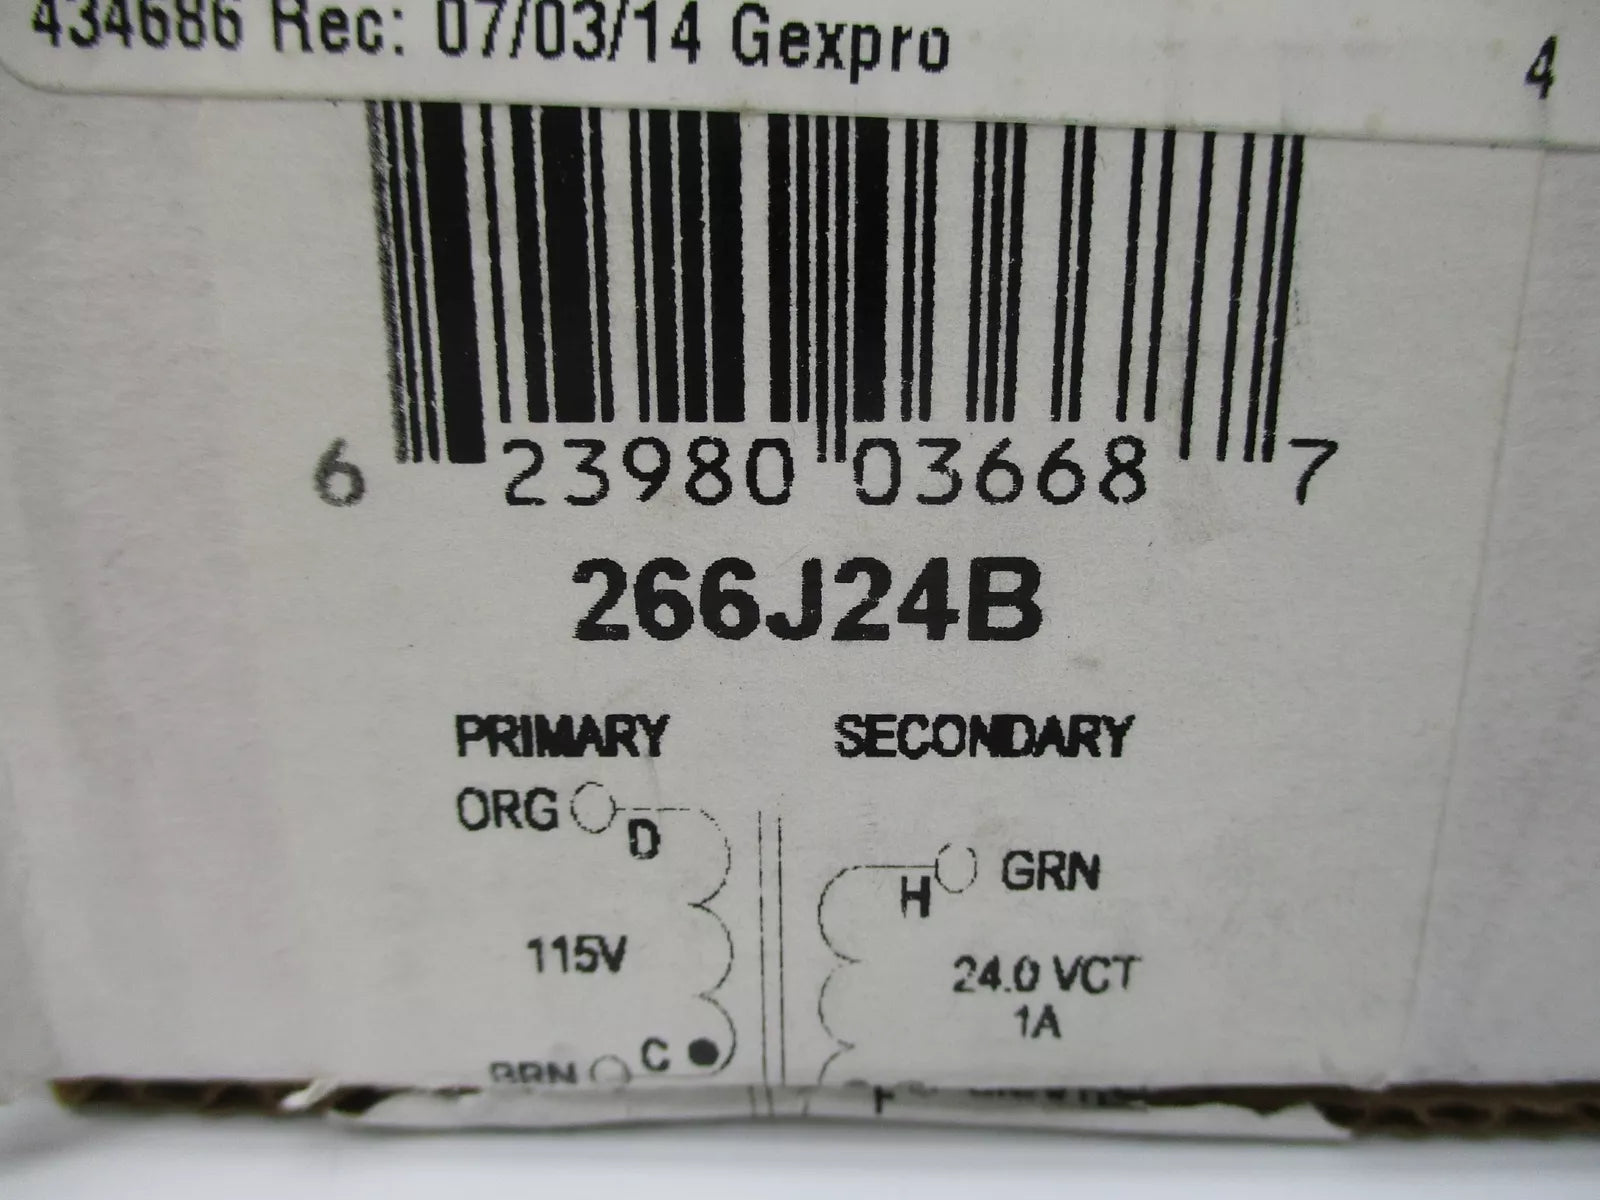 434686 Rec: 07/03/14 Gexpro
4
6 23980 03668 7
266J24B
PRIMARY SECONDARY
ORG D
H GRN
115V 24.0 VCT
1A
BRN C